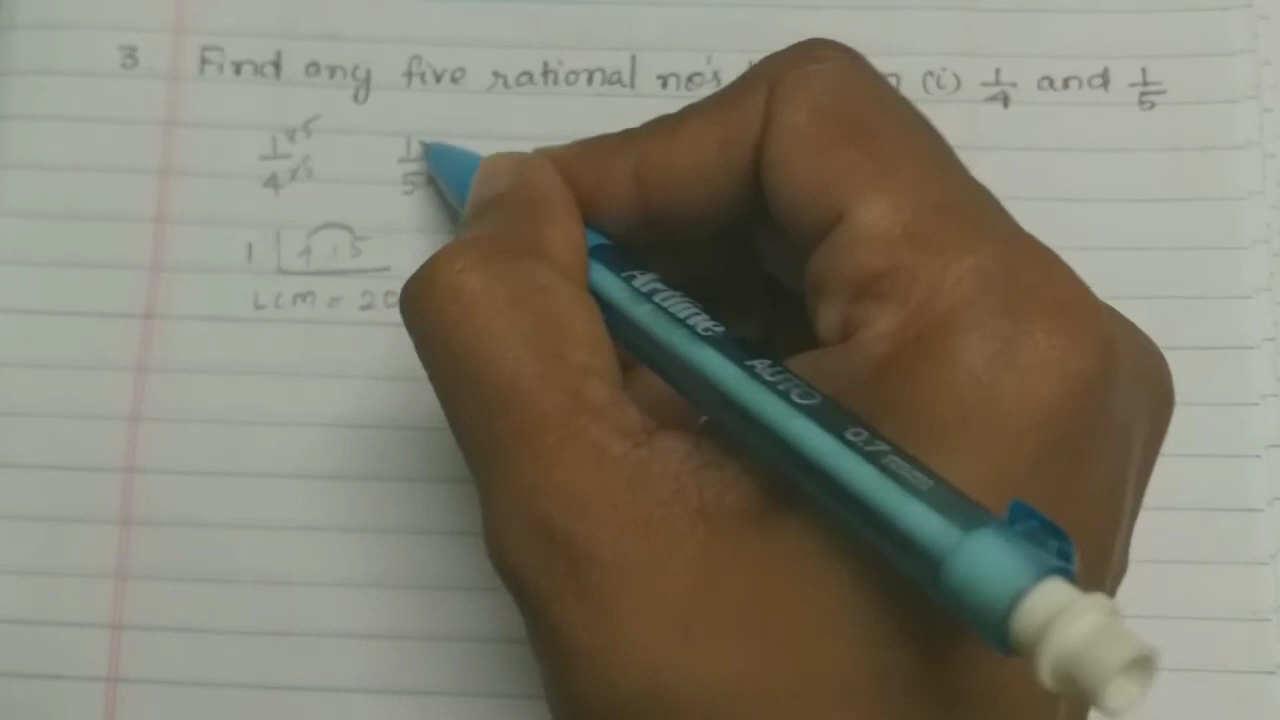 3 Find any five rational no's (i) 1/4 and 1/5
1×5/4×5 1/5
1 4, 5
LCM = 20
Artline AUTO 0.7 mm